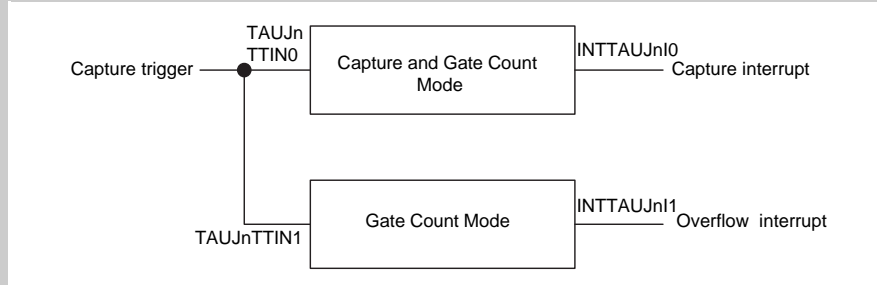 TAUJn
TTIN0
INTTAUJnI0
Capture trigger
Capture and Gate Count
Mode
Capture interrupt
INTTAUJnI1
Gate Count Mode
Overflow interrupt
TAUJnTTIN1